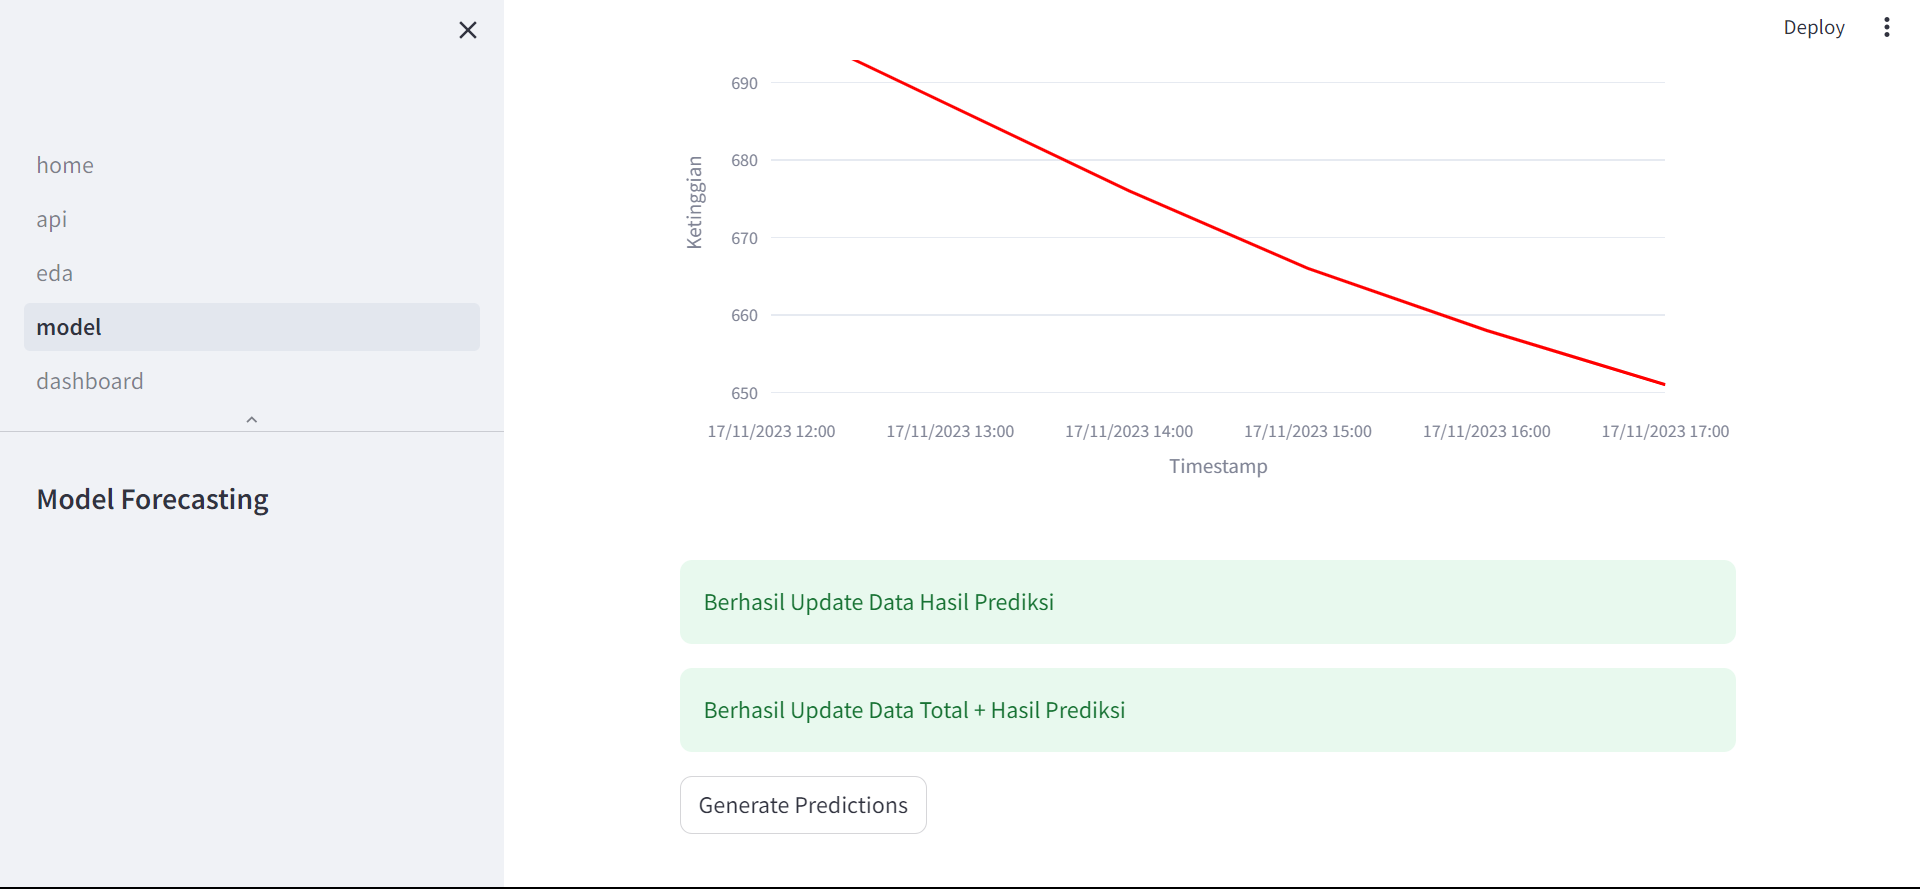 Deploy
home
api
eda
model
dashboard
Model Forecasting
690
680
670
660
650
Ketinggian
17/11/2023 12:00 17/11/2023 13:00 17/11/2023 14:00 17/11/2023 15:00 17/11/2023 16:00 17/11/2023 17:00
Timestamp
Berhasil Update Data Hasil Prediksi
Berhasil Update Data Total + Hasil Prediksi
Generate Predictions